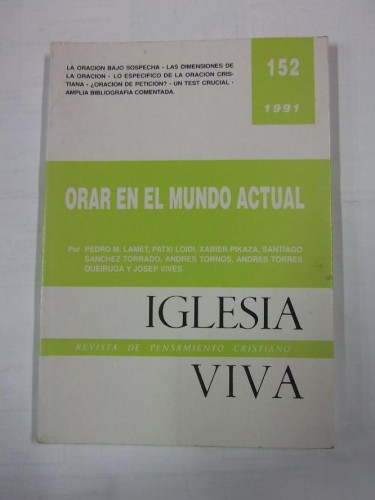 LA ORACION BAJO SOSPECHA - LAS DIMENSIONES DE
LA ORACION - LO ESPECIFICO DE LA ORACION CRIS-
TIANA - ¿ORACION DE PETICION? - UN TEST CRUCIAL -
AMPLIA BIBLIOGRAFIA COMENTADA.
152
1991
ORAR EN EL MUNDO ACTUAL
Por PEDRO M. LAMET, PATXI LOIDI, XABIER PIKAZA, SANTIAGO
SANCHEZ TORRADO, ANDRES TORNOS, ANDRES TORRES
QUEIRUGA Y JOSEP VIVES.
IGLESIA
REVISTA DE PENSAMIENTO CRISTIANO
VIVA